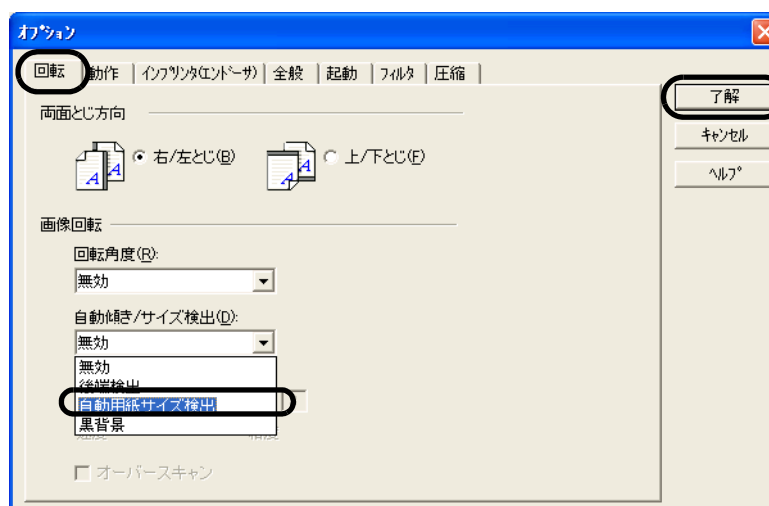 オプション
回転 動作 インプリンタ(エンドーサ) 全般 起動 フィルタ 圧縮
了解
キャンセル
ヘルプ
両面とじ方向
A A 右/左とじ(B) A A 上/下とじ(F)
画像回転
回転角度(R):
無効
自動傾き/サイズ検出(D):
無効
無効
後端検出
自動用紙サイズ検出
黒背景
速度 精度
オーバースキャン